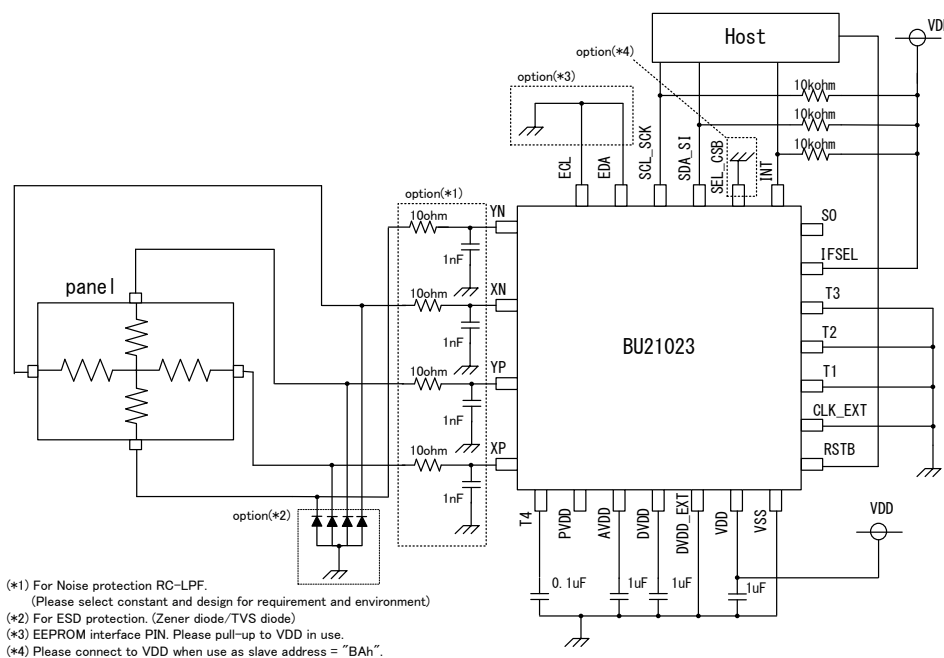 Host
VD
option(*4)
option(*3)
10kohm
10kohm
10kohm
ECL
EDA
SCL_SCK
SDA_SI
SEL_CSB
INT
option(*1)
10ohm
YN
1nF
SO
IFSEL
panel
10ohm
XN
1nF
T3
T2
BU21023
10ohm
YP
1nF
T1
CLK_EXT
10ohm
XP
1nF
RSTB
option(*2)
T4
PVDD
AVDD
DVDD
DVDD_EXT
VDD
VSS
VDD
0.1uF
1uF
1uF
1uF
(*1) For Noise protection RC-LPF.
(Please select constant and design for requirement and environment)
(*2) For ESD protection. (Zener diode/TVS diode)
(*3) EEPROM interface PIN. Please pull-up to VDD in use.
(*4) Please connect to VDD when use as slave address = "BAh".